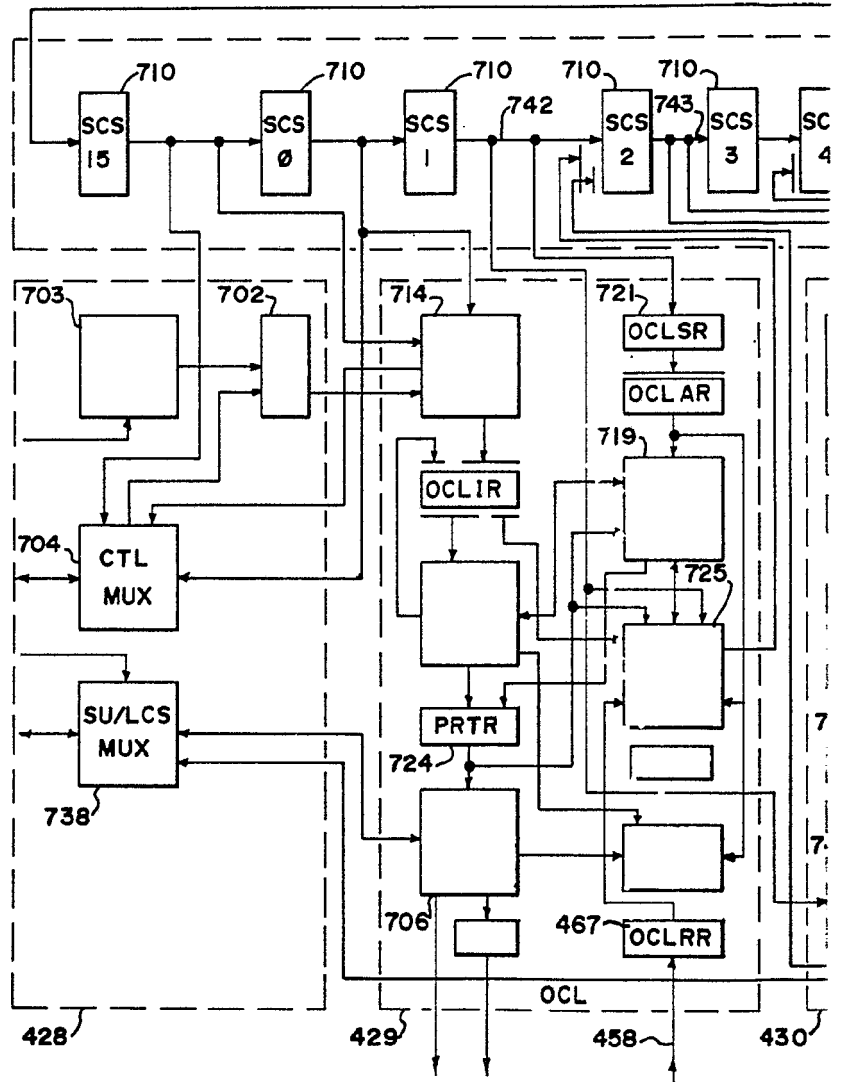 710
710
710
710
710
742
743
SCS
15
SCS
Ø
SCS
1
SCS
2
SCS
3
SC
4
703
702
714
721
OCLSR
OCLAR
719
OCLIR
704
CTL
MUX
725
SU/LCS
MUX
738
PRTR
724
7
7
706
467
OCLRR
OCL
428
429
458
430